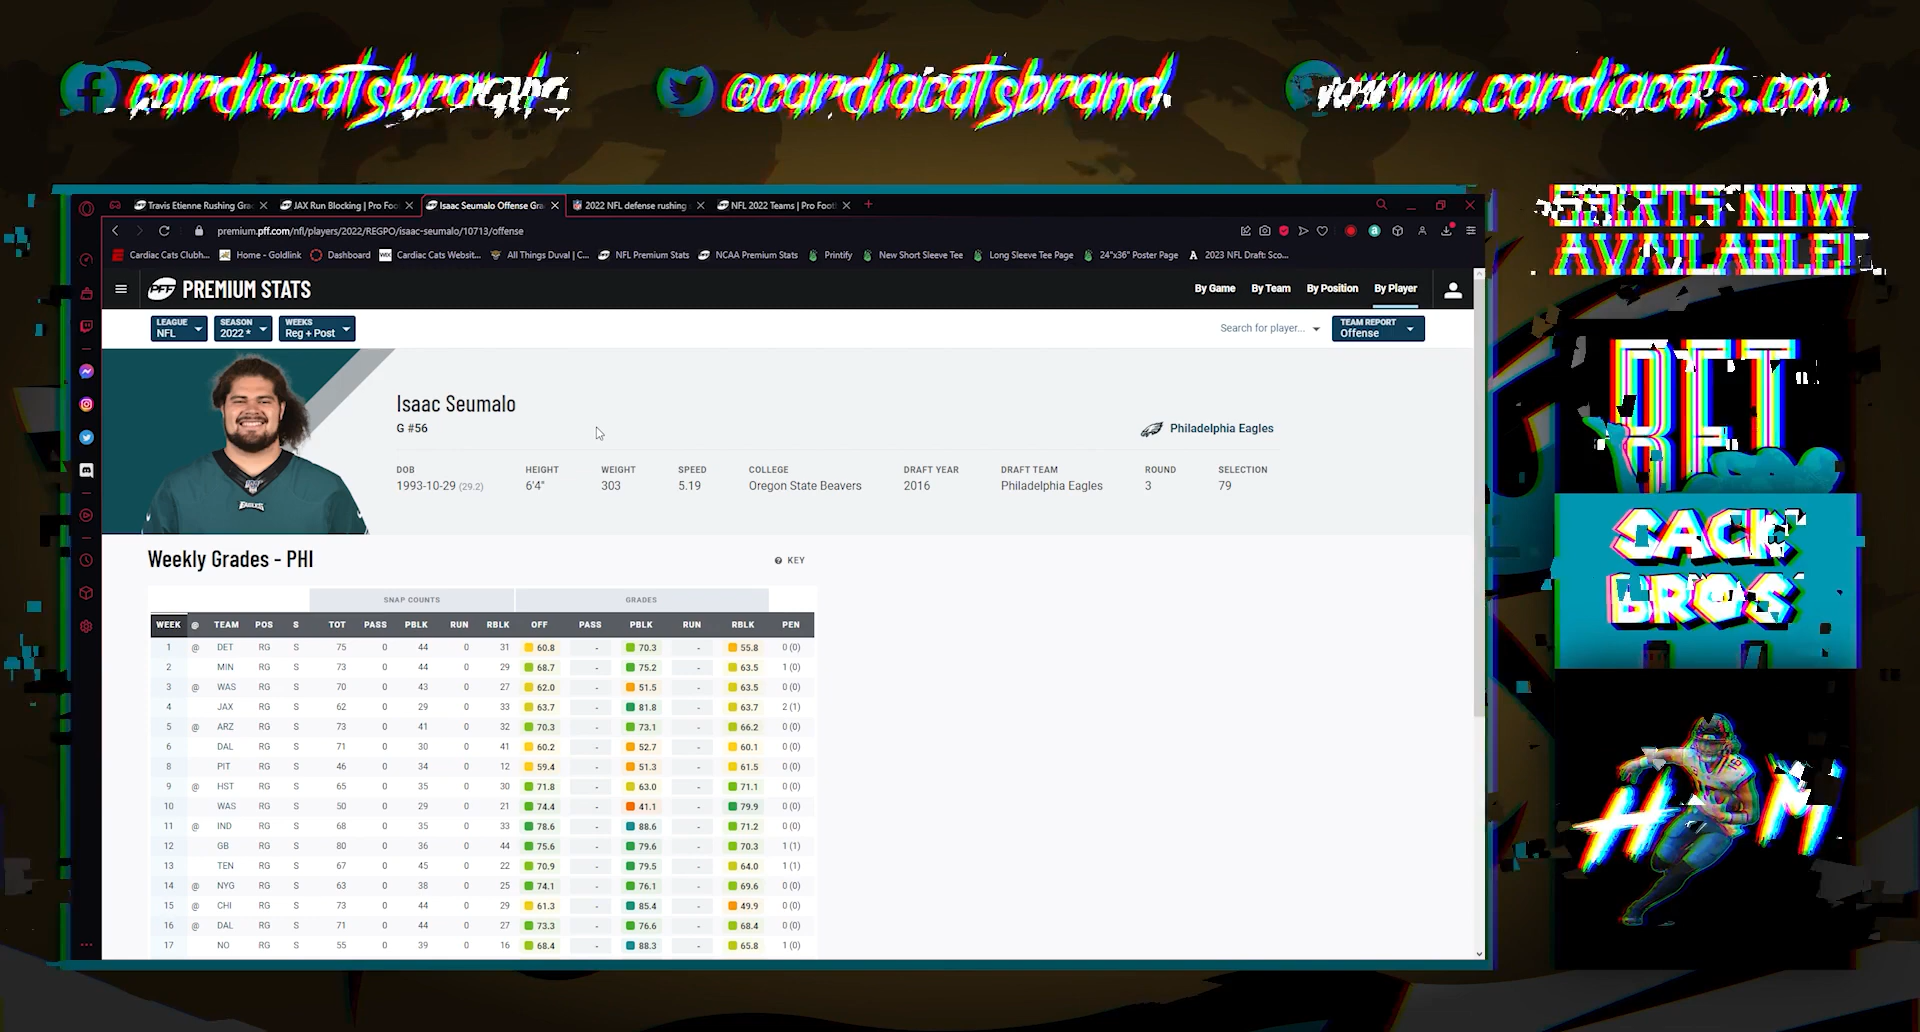 @cardiacatsbrand
Travis Etienne Rushing Gra
JAX Run Blocking | Pro Foo
Isaac Seumalo Offense Gra
2022 NFL defense rushing
NFL 2022 Teams | Pro Foot
premium.pff.com/nfl/players/2022/REGPO/isaac-seumalo/10713/offense
Cardiac Cats Clubh... Home - Goldlink Dashboard WIX Cardiac Cats Websit... All Things Duval | C... NFL Premium Stats NCAA Premium Stats Printify New Short Sleeve Tee Long Sleeve Tee Page 24"x36" Poster Page 2023 NFL Draft: Sco...
PFF PREMIUM STATS By Game By Team By Position By Player
LEAGUE SEASON WEEKS TEAM REPORT
NFL 2022 * Reg + Post Search for player... Offense
Isaac Seumalo
G #56
Philadelphia Eagles
DOB HEIGHT WEIGHT SPEED COLLEGE DRAFT YEAR DRAFT TEAM ROUND SELECTION
1993-10-29 (29.2) 6'4" 303 5.19 Oregon State Beavers 2016 Philadelphia Eagles 3 79
EAGLES
Weekly Grades - PHI
KEY
SNAP COUNTS GRADES
WEEK @ TEAM POS S TOT PASS PBLK RUN RBLK OFF PASS PBLK RUN RBLK PEN
1 @ DET RG S 75 0 44 0 31 60.8 - 70.3 - 55.8 0 (0)
2 MIN RG S 73 0 44 0 29 68.7 - 75.2 - 63.5 1 (0)
3 @ WAS RG S 70 0 43 0 27 62.0 - 51.5 - 63.5 0 (0)
4 JAX RG S 62 0 29 0 33 63.7 - 81.8 - 63.7 2 (1)
5 @ ARZ RG S 73 0 41 0 32 70.3 - 73.1 - 66.2 0 (0)
6 DAL RG S 71 0 30 0 41 60.2 - 52.7 - 60.1 0 (0)
8 PIT RG S 46 0 34 0 12 59.4 - 51.3 - 61.5 0 (0)
9 @ HST RG S 65 0 35 0 30 71.8 - 63.0 - 71.1 0 (0)
10 WAS RG S 50 0 29 0 21 74.4 - 41.1 - 79.9 0 (0)
11 @ IND RG S 68 0 35 0 33 78.6 - 88.6 - 71.2 0 (0)
12 GB RG S 80 0 36 0 44 75.6 - 79.6 - 70.3 1 (1)
13 TEN RG S 67 0 45 0 22 70.9 - 79.5 - 64.0 1 (1)
14 @ NYG RG S 63 0 38 0 25 74.1 - 76.1 - 69.6 0 (0)
15 @ CHI RG S 73 0 44 0 29 61.3 - 85.4 - 49.9 0 (0)
16 @ DAL RG S 71 0 44 0 27 73.3 - 76.6 - 68.4 0 (0)
17 NO RG S 55 0 39 0 16 68.4 - 88.3 - 65.8 1 (0)
AVAILABLE!
SACK
BROS